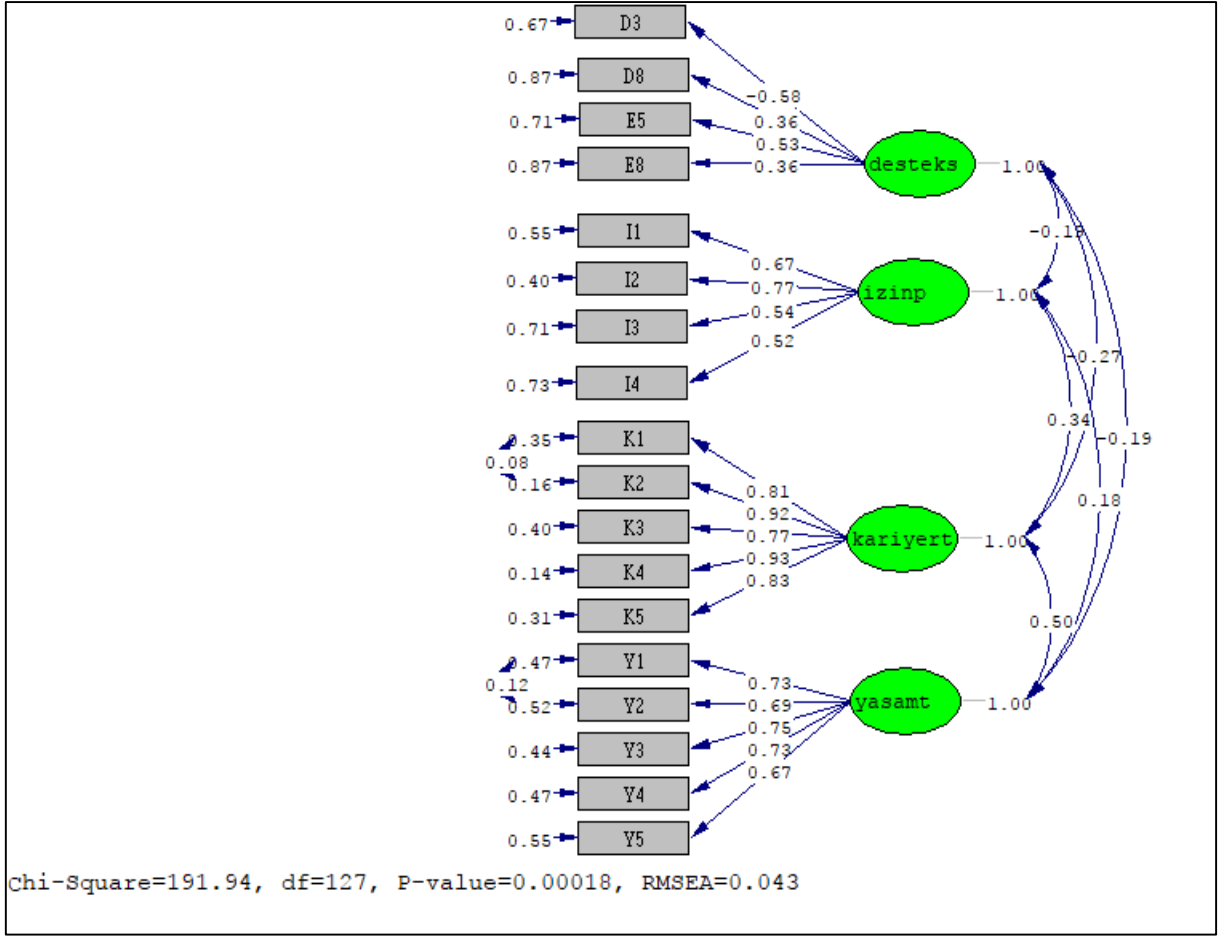 0.67 D3
0.87 D8
-0.58
0.71 E5
0.36
0.53
0.87 E8
0.36
desteks 1.00
0.55 I1
-0.19
0.67
0.40 I2
0.77
izinp 1.00
0.71 I3
0.54
0.52
-0.27
0.73 I4
0.34
-0.19
0.35 K1
0.08
0.16 K2
0.81
0.92
0.18
0.40 K3
0.77
kariyert 1.00
0.14 K4
0.93
0.83
0.31 K5
0.50
0.47 Y1
0.12
0.73
0.52 Y2
0.69
yasamt 1.00
0.75
0.44 Y3
0.73
0.67
0.47 Y4
0.55 Y5
Chi-Square=191.94, df=127, P-value=0.00018, RMSEA=0.043